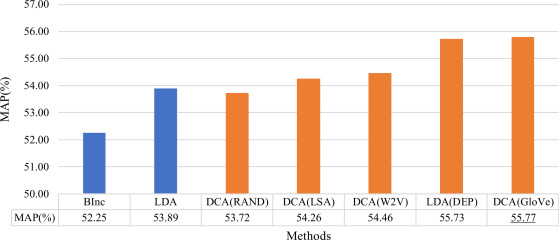 57.00
56.00
55.00
54.00
53.00
52.00
51.00
50.00
MAP(%)
BInc LDA DCA(RAND) DCA(LSA) DCA(W2V) LDA(DEP) DCA(GloVe)
MAP(%) 52.25 53.89 53.72 54.26 54.46 55.73 55.77
Methods